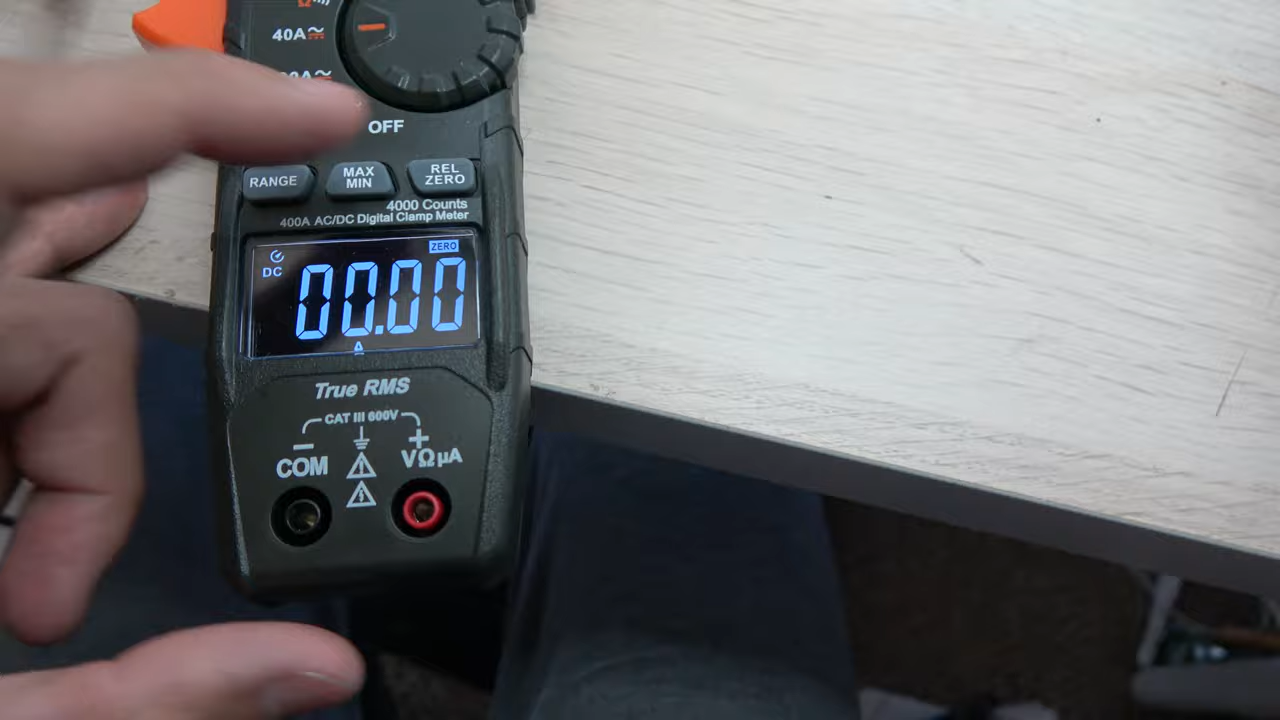 40A
OFF
RANGE
MAX
MIN
REL
ZERO
4000 Counts
400A AC/DC Digital Clamp Meter
ZERO
DC
00.00
A
True RMS
CAT III 600V
COM
VΩµA